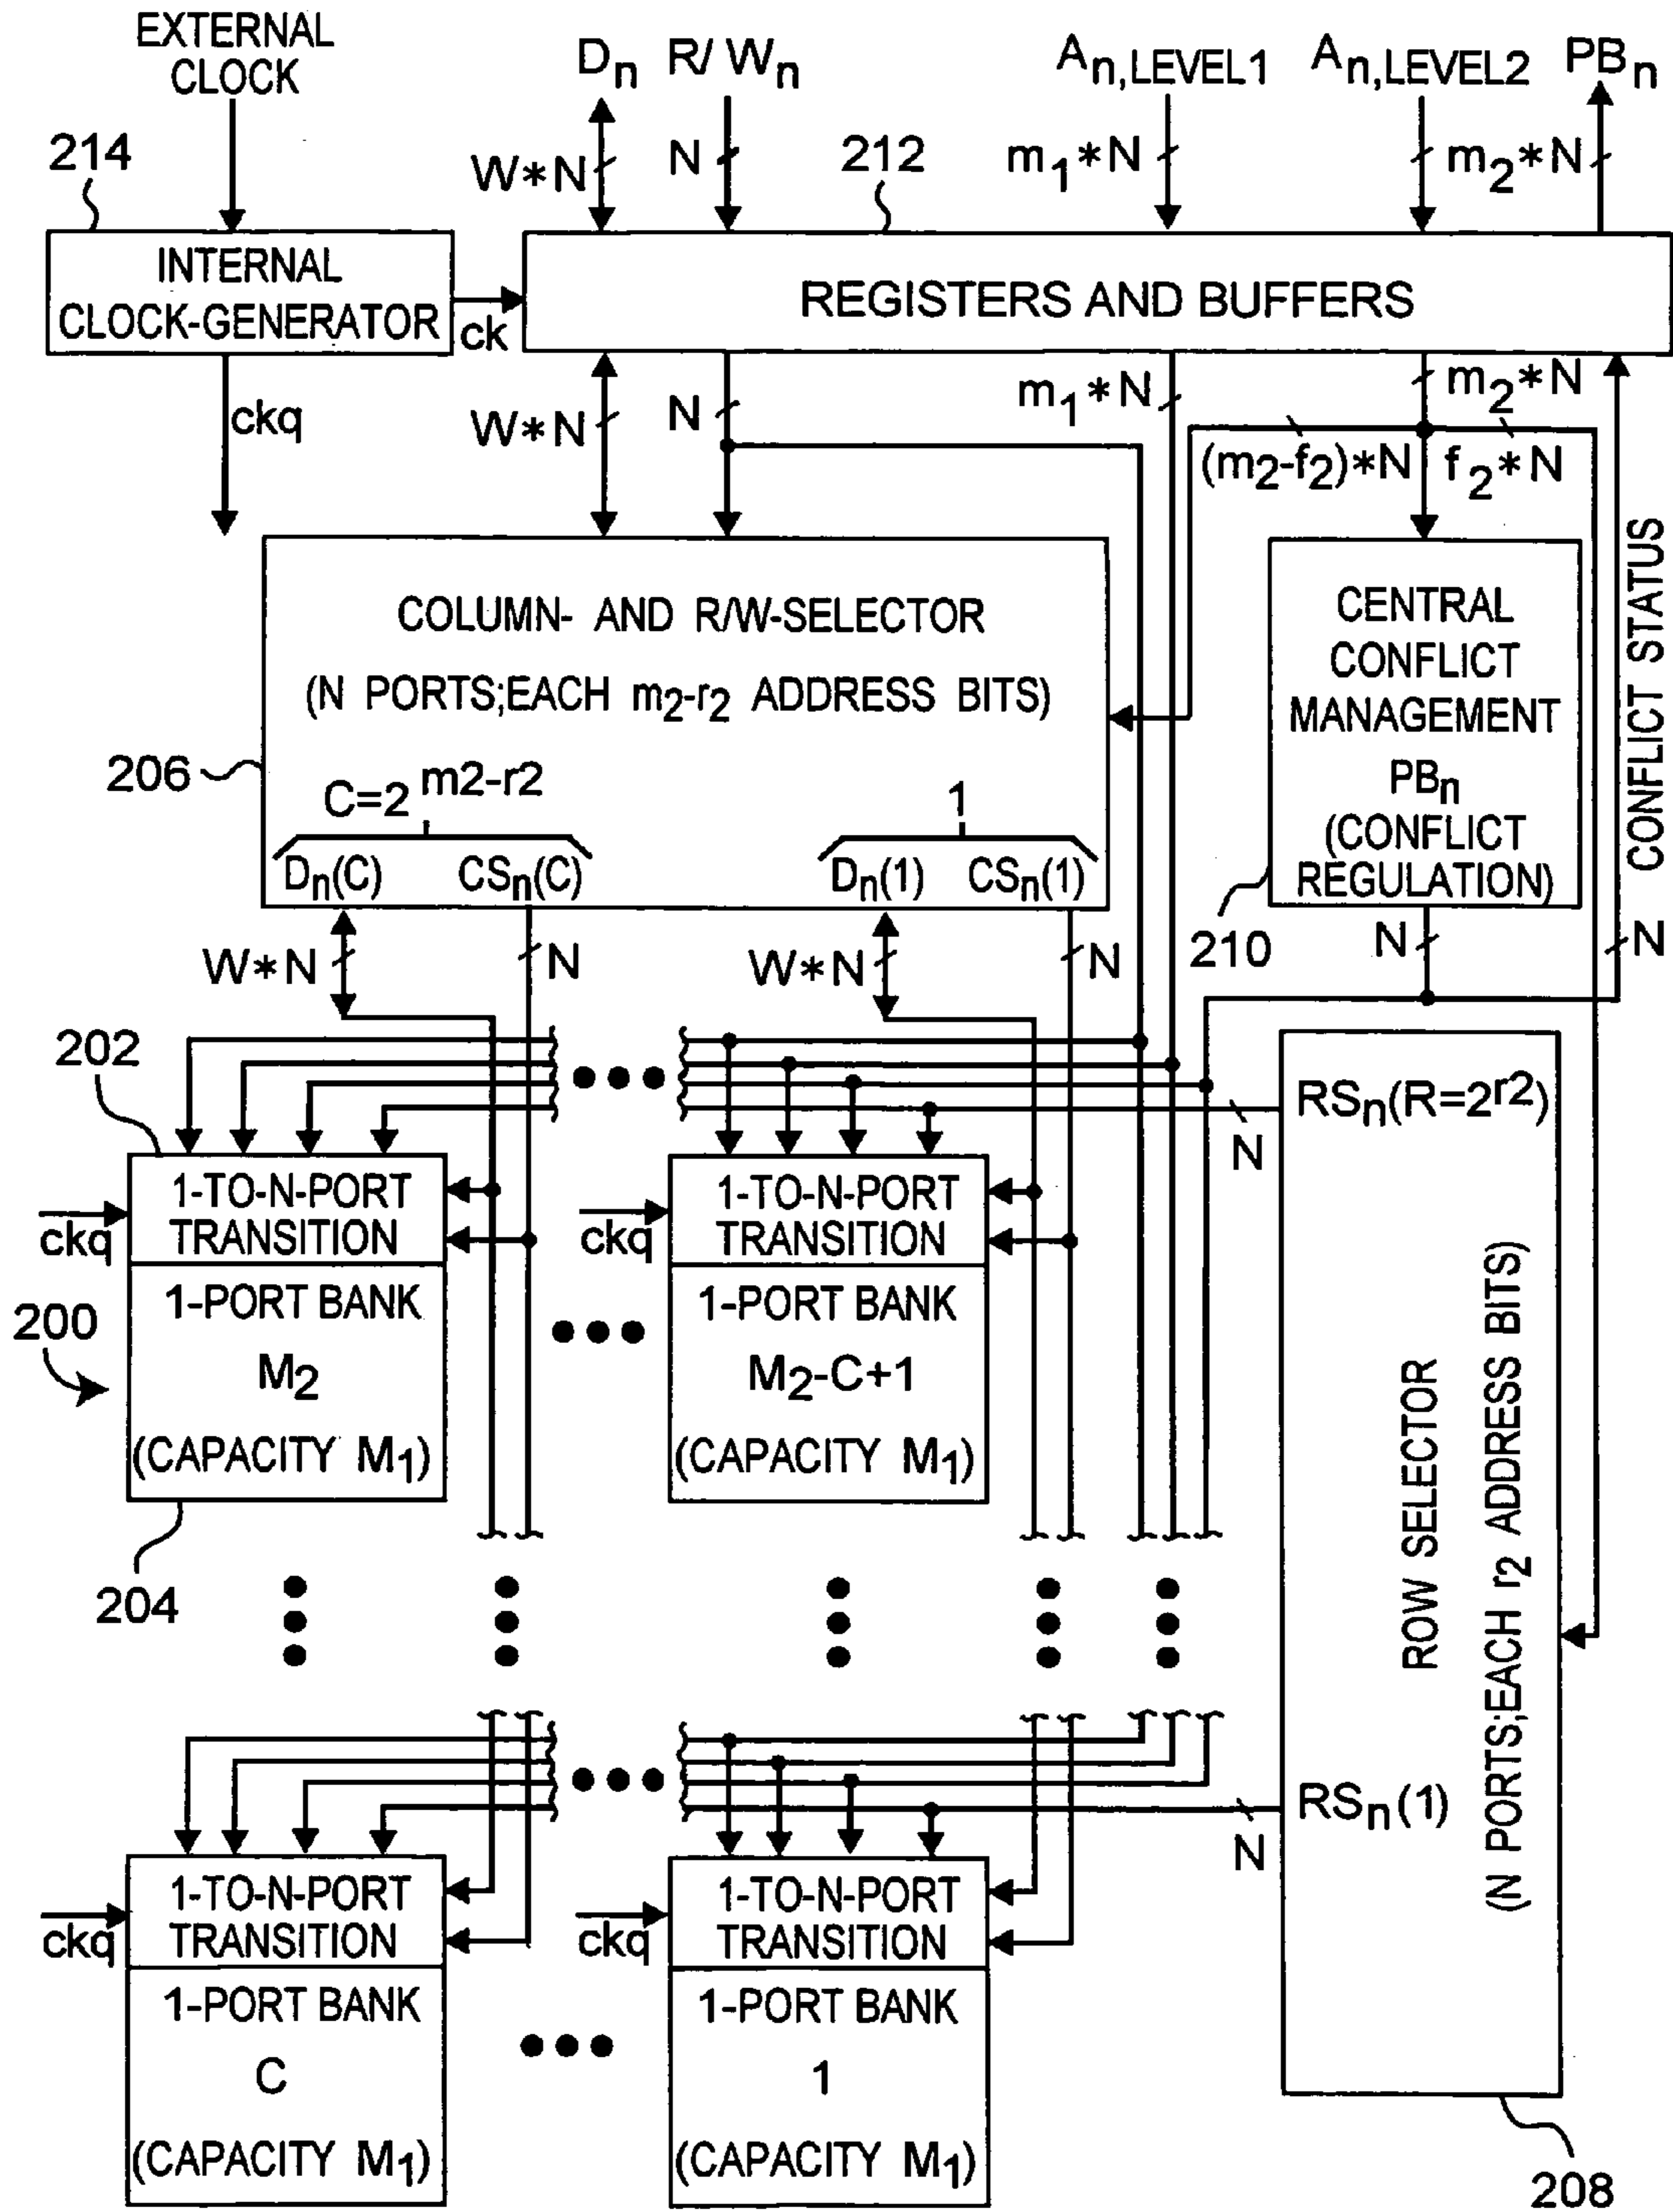 EXTERNAL
CLOCK
Dn R/ Wn An,LEVEL1 An,LEVEL2 PBn
214
W*N N 212 m1*N m2*N
INTERNAL
CLOCK-GENERATOR
ck
REGISTERS AND BUFFERS
ckq
W*N N m1*N m2*N
(m2-f2)*N f2*N
COLUMN- AND R/W-SELECTOR
(N PORTS;EACH m2-r2 ADDRESS BITS)
206
C=2 m2-r2
1
Dn(C) CSn(C) Dn(1) CSn(1)
CENTRAL
CONFLICT
MANAGEMENT
PBn
(CONFLICT
REGULATION)
210
CONFLICT STATUS
W*N N W*N N N N
202
RSn(R=2r2)
N
1-TO-N-PORT
TRANSITION
ckq
1-PORT BANK
M2
(CAPACITY M1)
200
204
1-TO-N-PORT
TRANSITION
ckq
1-PORT BANK
M2-C+1
(CAPACITY M1)
ROW SELECTOR
(N PORTS;EACH r2 ADDRESS BITS)
RSn(1)
N
1-TO-N-PORT
TRANSITION
ckq
1-PORT BANK
C
(CAPACITY M1)
1-TO-N-PORT
TRANSITION
ckq
1-PORT BANK
1
(CAPACITY M1)
208